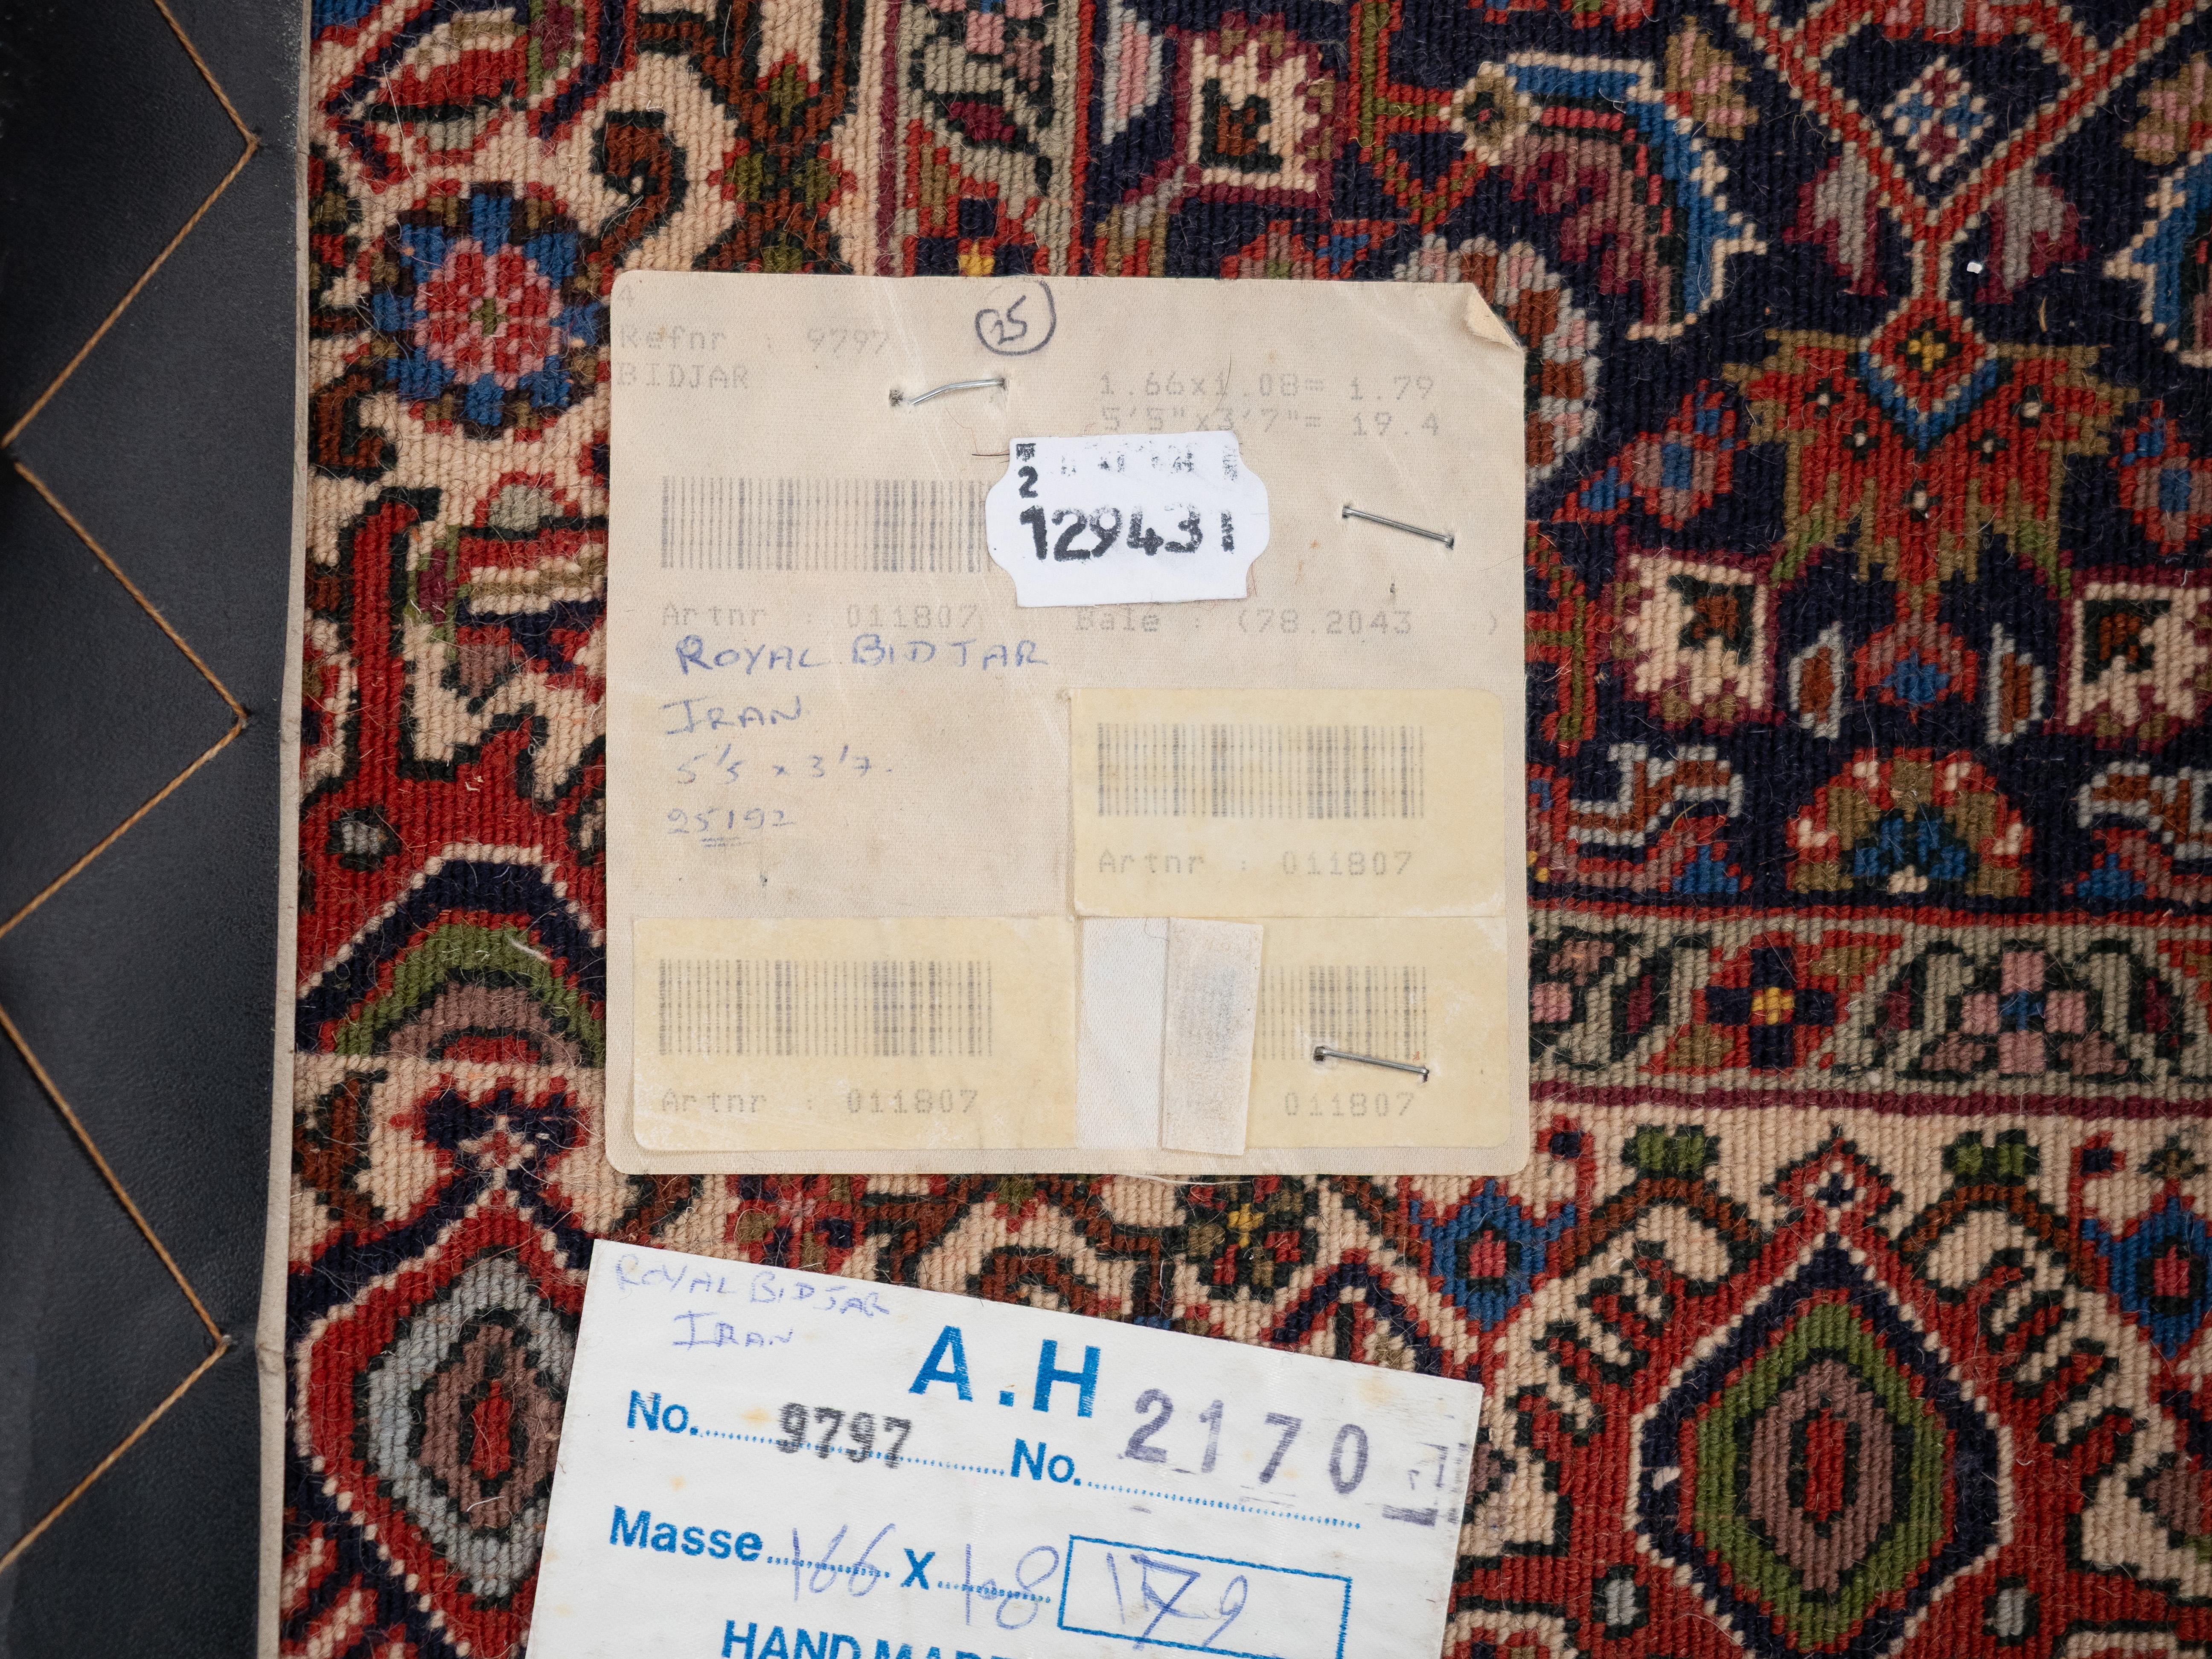 4
Refnr : 9797
25
BIDJAR
1.66x1.08= 1.79
5'5"x3'7"= 19.4
2
129431
Artnr : 011807
Bale : (78.2043 )
ROYAL BIDJAR
IRAN
5'5 x 3'7.
25192
Artnr : 011807
Artnr : 011807
011807
ROYAL BIDJAR
IRAN
A.H
No. 9797 No. 2170
Masse 166 X 108 179